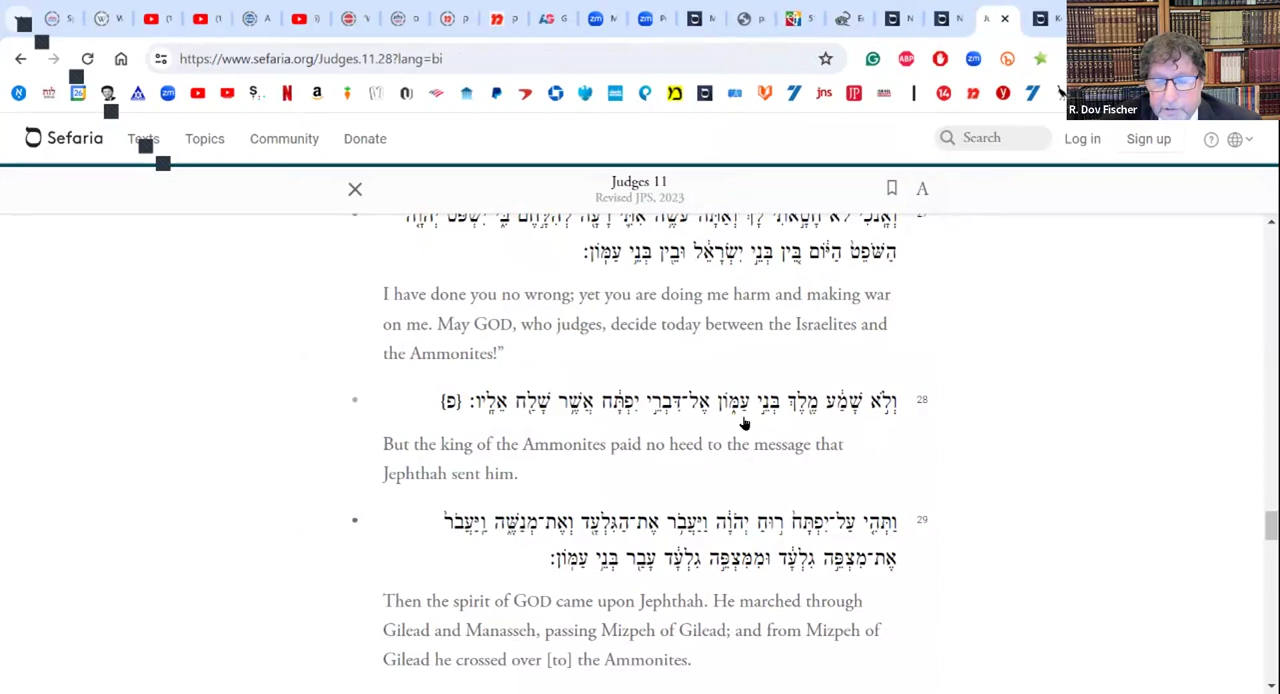 https://www.sefaria.org/Judges.11.28?lang=bi
R. Dov Fischer
Sefaria
Texts
Topics
Community
Donate
Search
Log in
Sign up
Judges 11
Revised JPS, 2023
A
וְאָנֹכִי לֹא חָטָאתִי לָךְ וְאַתָּה עֹשֶׂה אִתִּי רָעָה לְהִלָּחֶם בִּי יִשְׁפֹּט יְהֹוָה
הַשֹּׁפֵט֙ הַיּ֔וֹם בֵּ֚ין בְּנֵ֣י יִשְׂרָאֵ֔ל וּבֵ֖ין בְּנֵ֥י עַמּֽוֹן׃
I have done you no wrong; yet you are doing me harm and making war
on me. May GOD, who judges, decide today between the Israelites and
the Ammonites!”
28
וְלֹ֣א שָׁמַ֔ע מֶ֖לֶךְ בְּנֵ֣י עַמּ֑וֹן אֶל־דִּבְרֵ֣י יִפְתָּ֔ח אֲשֶׁ֥ר שָׁלַ֖ח אֵלָֽיו׃ {פ}
But the king of the Ammonites paid no heed to the message that
Jephthah sent him.
29
וַתְּהִ֤י עַל־יִפְתָּח֙ ר֣וּחַ יְהֹוָ֔ה וַיַּעֲבֹ֥ר אֶת־הַגִּלְעָ֖ד וְאֶת־מְנַשֶּׁ֑ה וַֽיַּעֲבֹר֙
אֶת־מִצְפֵּ֣ה גִלְעָ֔ד וּמִמִּצְפֵּ֣ה גִלְעָ֔ד עָבַ֖ר בְּנֵ֥י עַמּֽוֹן׃
Then the spirit of GOD came upon Jephthah. He marched through
Gilead and Manasseh, passing Mizpeh of Gilead; and from Mizpeh of
Gilead he crossed over [to] the Ammonites.